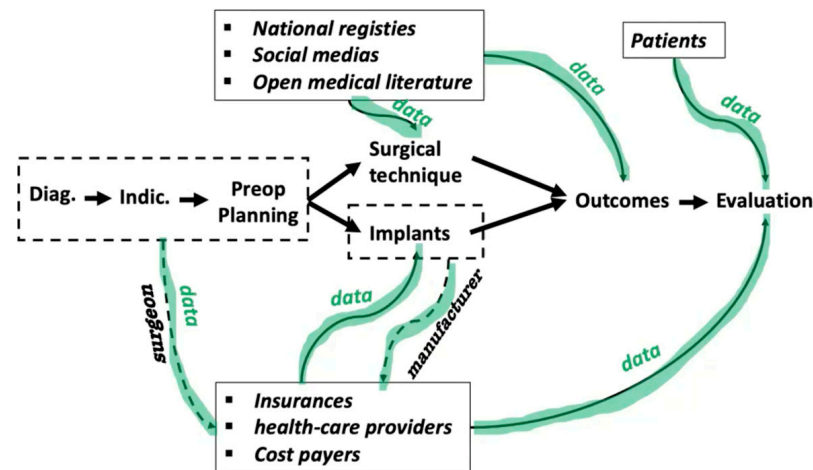 ▪ National registies
▪ Social medias
▪ Open medical literature
Patients
data
data
data
Surgical
technique
Diag.
Indic.
Preop
Planning
Outcomes
Evaluation
Implants
surgeon
data
data
manufacturer
data
▪ Insurances
▪ health-care providers
▪ Cost payers